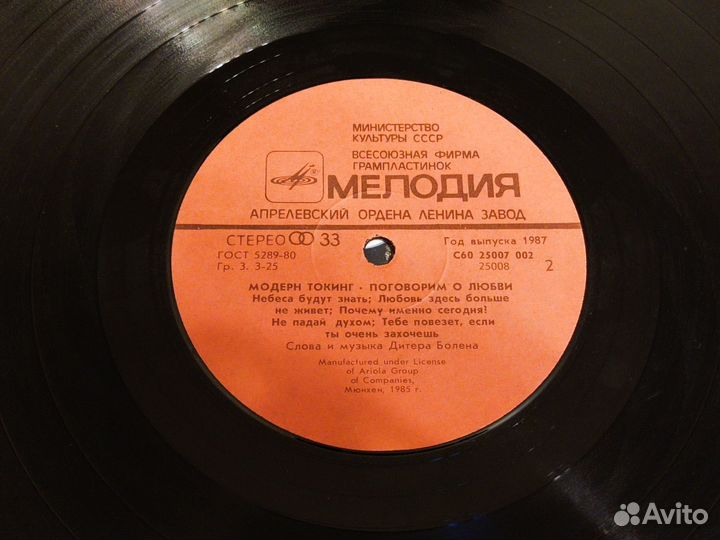 МИНИСТЕРСТВО
КУЛЬТУРЫ СССР
ВСЕСОЮЗНАЯ ФИРМА
ГРАМПЛАСТИНОК
МЕЛОДИЯ
АПРЕЛЕВСКИЙ ОРДЕНА ЛЕНИНА ЗАВОД
СТЕРЕО 33
Год выпуска 1987
ГОСТ 5289-80
С60 25007 002
Гр. 3. 3-25
25008
2
МОДЕРН ТОКИНГ · ПОГОВОРИМ О ЛЮБВИ
Небеса будут знать; Любовь здесь больше
не живет; Почему именно сегодня?
Не падай духом; Тебе повезет, если
ты очень захочешь
Слова и музыка Дитера Болена
Manufactured under License
of Ariola Group
of Companies,
Мюнхен, 1985 г.
Avito